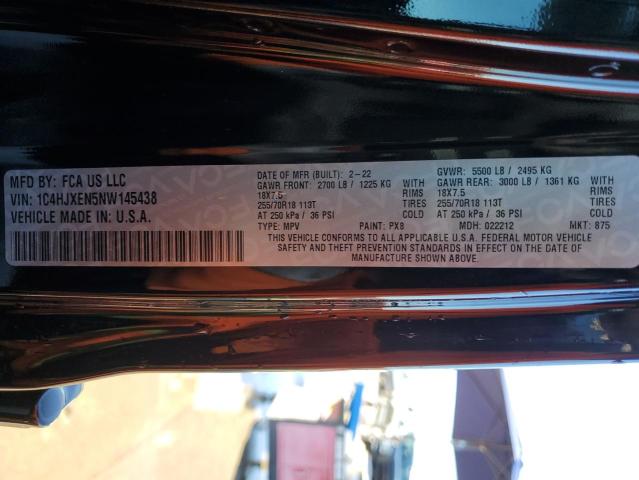 MFD BY: FCA US LLC
VIN: 1C4HJXEN5NW145438
VEHICLE MADE IN U.S.A.
DATE OF MFR (BUILT): 2-22 GVWR: 5500 LB / 2495 KG
GAWR FRONT: 2700 LB / 1225 KG WITH GAWR REAR: 3000 LB / 1361 KG WITH
18X7.5 RIMS 18X7.5 RIMS
255/70R18 113T TIRES 255/70R18 113T TIRES
AT 250 kPa / 36 PSI AT 250 kPa / 36 PSI
TYPE: MPV PAINT: PX8 MDH: 022212 MKT: 875
THIS VEHICLE CONFORMS TO ALL APPLICABLE U.S.A. FEDERAL MOTOR VEHICLE
SAFETY AND THEFT PREVENTION STANDARDS IN EFFECT ON THE DATE OF
MANUFACTURE SHOWN ABOVE.